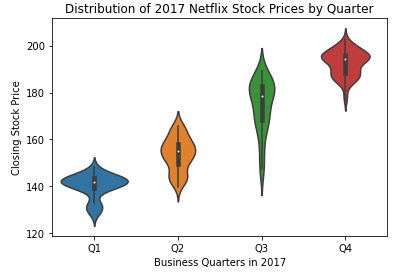 Distribution of 2017 Netflix Stock Prices by Quarter
Closing Stock Price
200
180
160
140
120
Q1 Q2 Q3 Q4
Business Quarters in 2017